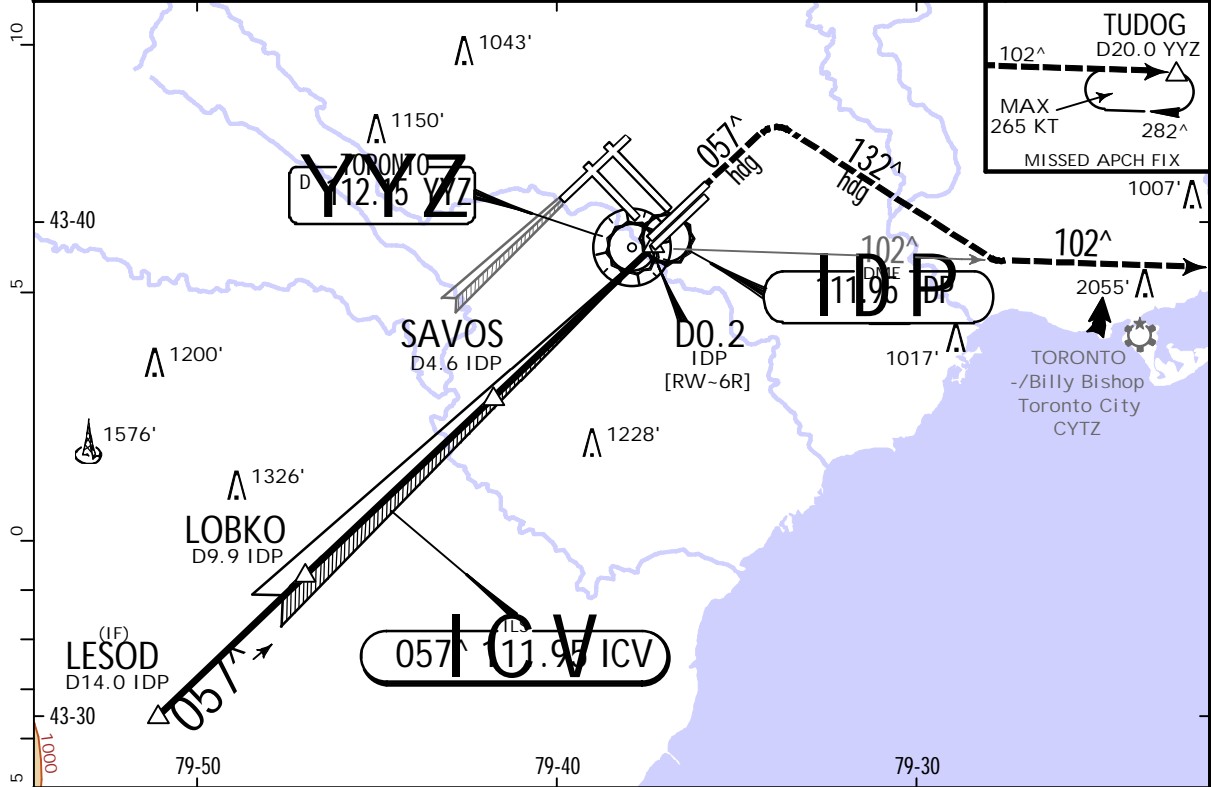 10
1043'
TUDOG
D20.0 YYZ
102^
MAX
265 KT
282^
MISSED APCH FIX
1150'
057^
hdg
132^
hdg
TORONTO
D 112.15 YYZ
YYZ
1007'
43-40
102^
102^
DME
111.95 IDP
IDP
2055'
5
SAVOS
D4.6 IDP
D0.2
IDP
[RW~6R]
1017'
TORONTO
-/Billy Bishop
Toronto City
CYTZ
1200'
1576'
1228'
1326'
LOBKO
D9.9 IDP
0
(IF)
LESOD
D14.0 IDP
057^
ILS
057^ 111.95 ICV
ICV
43-30
1000
79-50
79-40
79-30
5